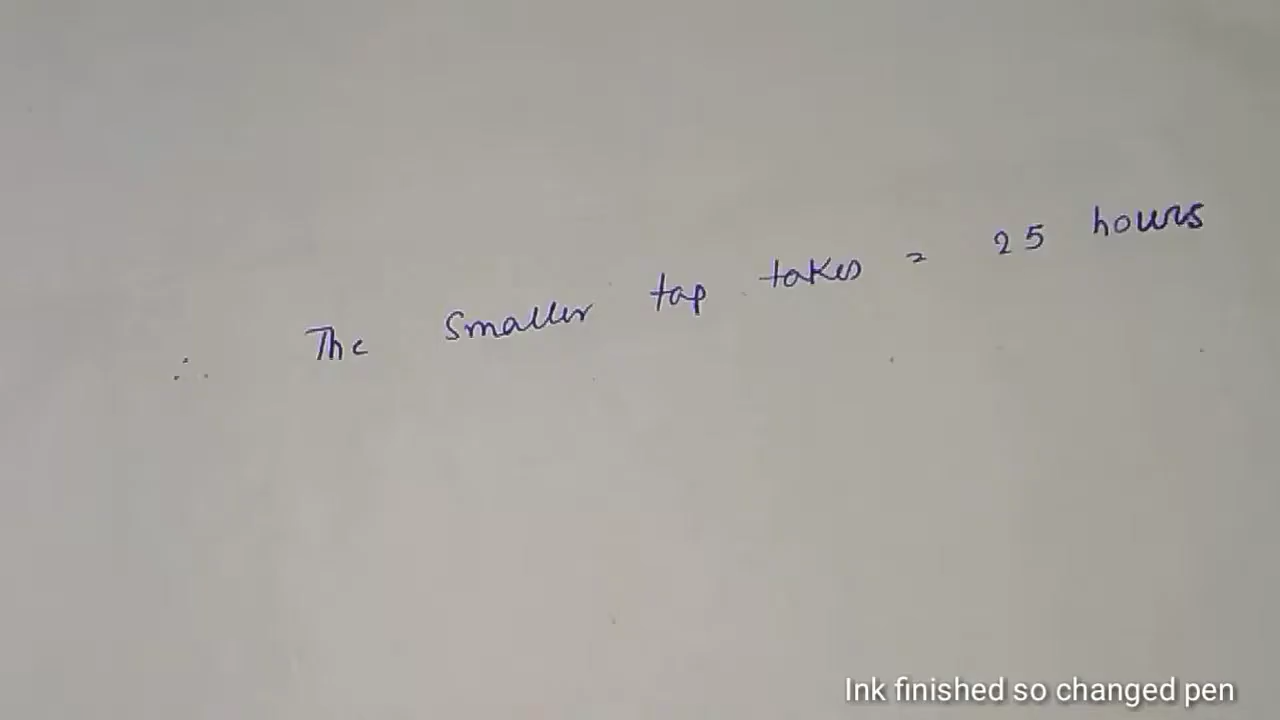 ∴ The Smaller tap takes = 25 hours
Ink finished so changed pen